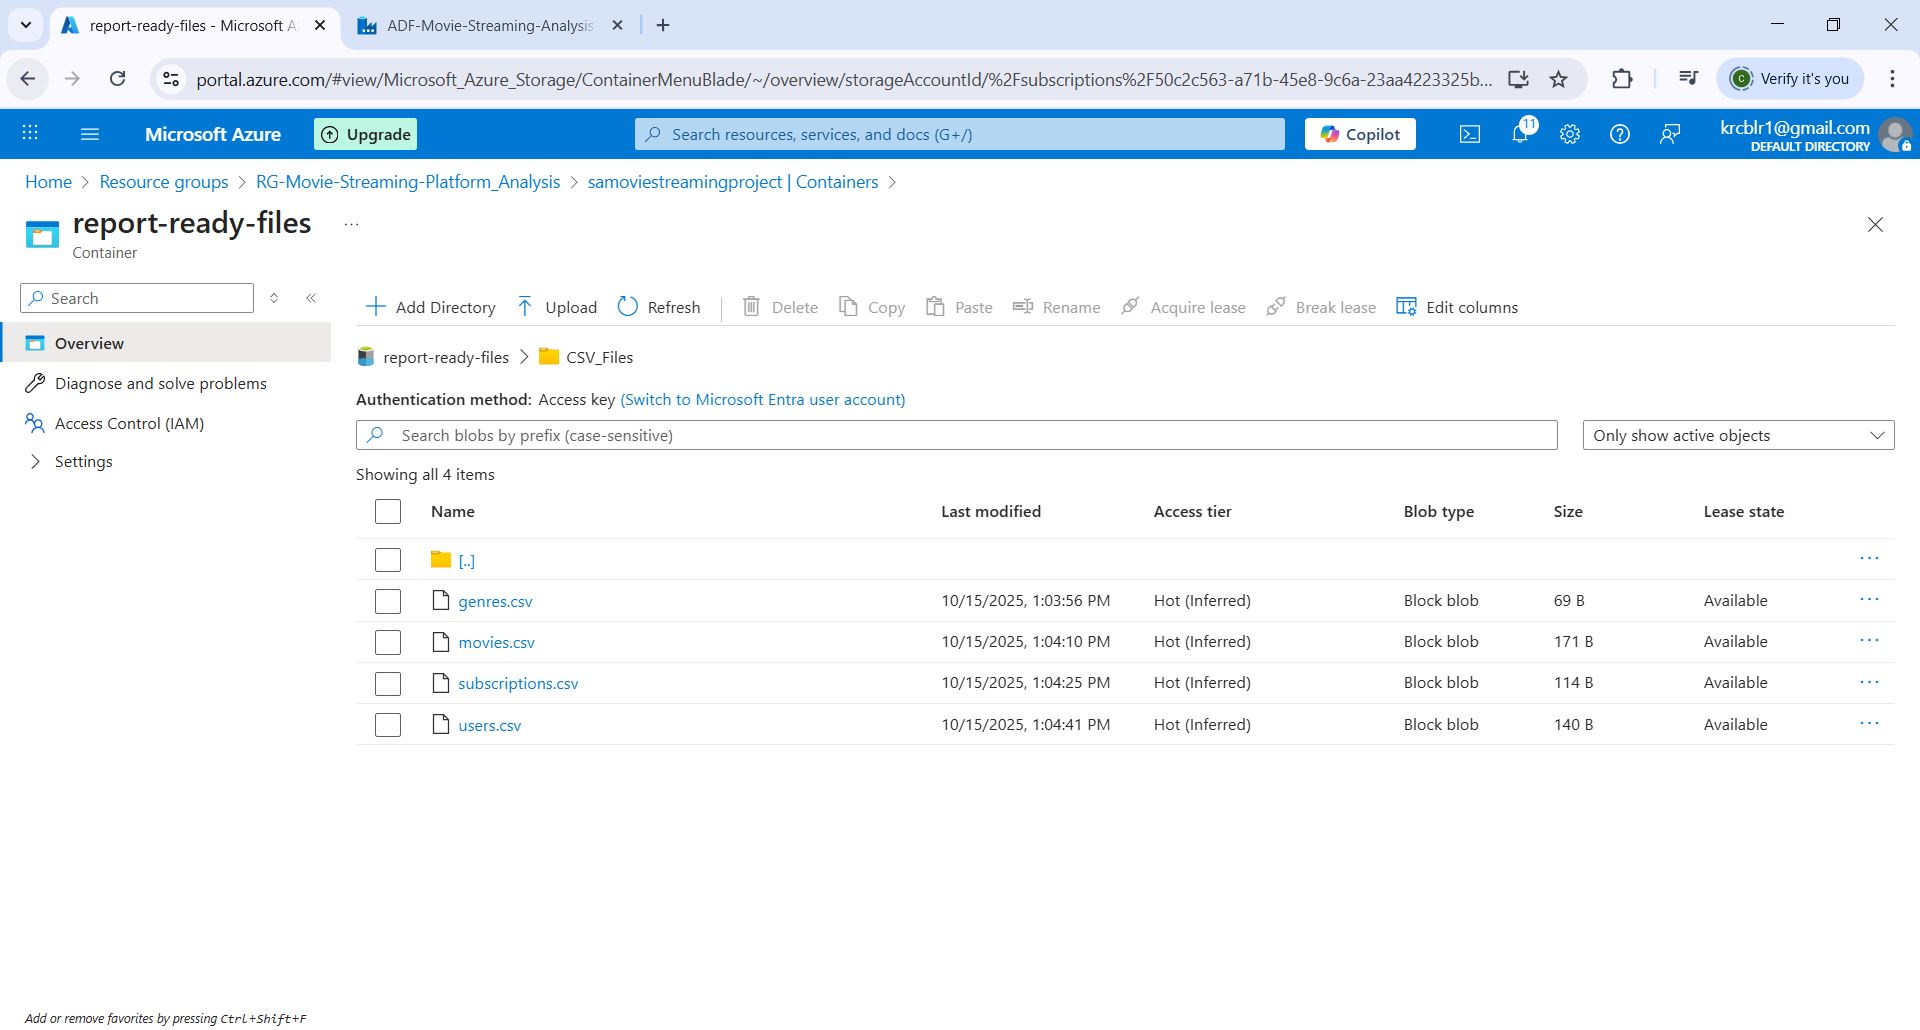 report-ready-files - Microsoft A
ADF-Movie-Streaming-Analysis
portal.azure.com/#view/Microsoft_Azure_Storage/ContainerMenuBlade/~/overview/storageAccountId/%2Fsubscriptions%2F50c2c563-a71b-45e8-9c6a-23aa4223325b...
Verify it's you
Microsoft Azure
Upgrade
Search resources, services, and docs (G+/)
Copilot
11
krcblr1@gmail.com
DEFAULT DIRECTORY
Home > Resource groups > RG-Movie-Streaming-Platform_Analysis > samoviestreamingproject | Containers >
report-ready-files ...
Container
Search
Overview
Diagnose and solve problems
Access Control (IAM)
Settings
Add Directory Upload Refresh Delete Copy Paste Rename Acquire lease Break lease Edit columns
report-ready-files > CSV_Files
Authentication method: Access key (Switch to Microsoft Entra user account)
Search blobs by prefix (case-sensitive)
Only show active objects
Showing all 4 items
Name Last modified Access tier Blob type Size Lease state
[..] ...
genres.csv 10/15/2025, 1:03:56 PM Hot (Inferred) Block blob 69 B Available ...
movies.csv 10/15/2025, 1:04:10 PM Hot (Inferred) Block blob 171 B Available ...
subscriptions.csv 10/15/2025, 1:04:25 PM Hot (Inferred) Block blob 114 B Available ...
users.csv 10/15/2025, 1:04:41 PM Hot (Inferred) Block blob 140 B Available ...
Add or remove favorites by pressing Ctrl+Shift+F